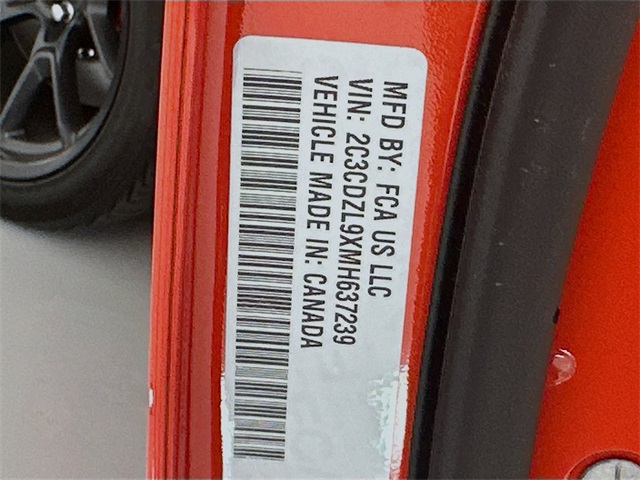 MFD BY: FCA US LLC
VIN: 2C3CDZL9XMH637239
VEHICLE MADE IN: CANADA